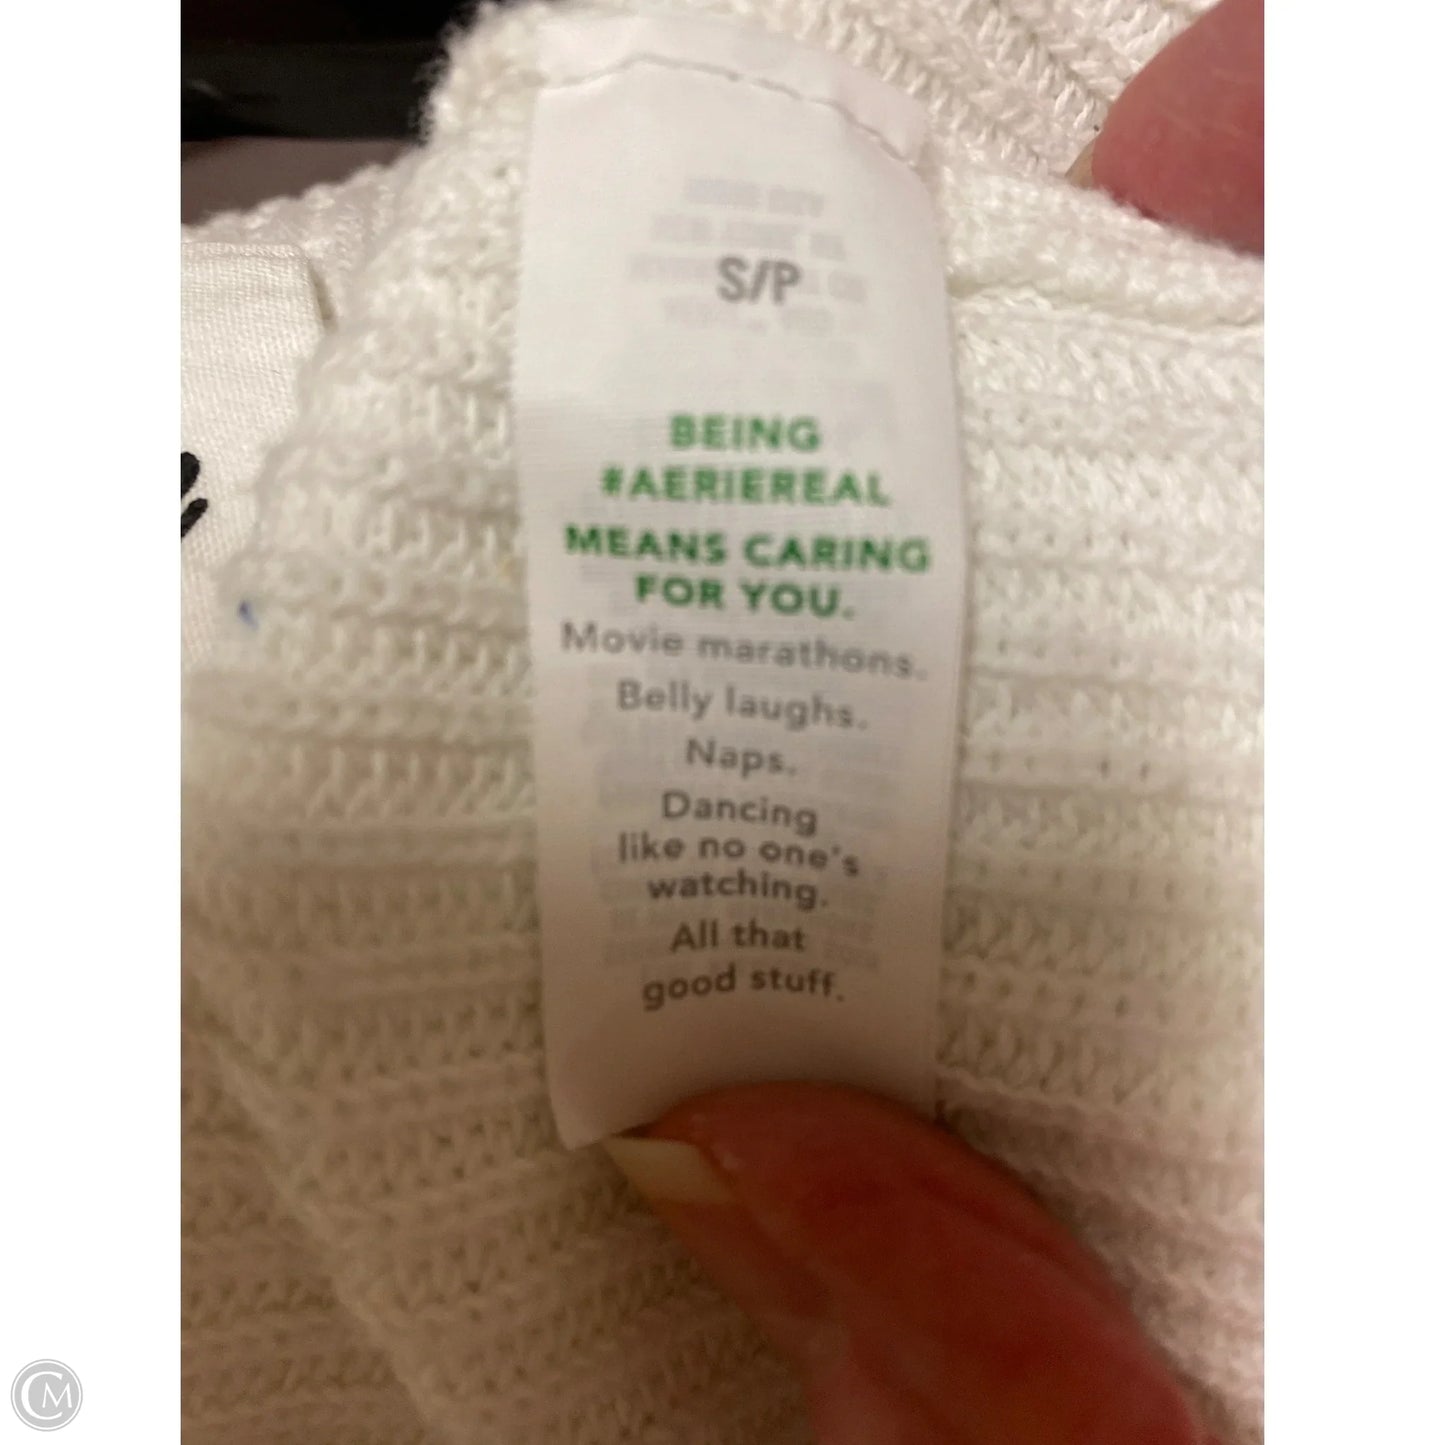 S/P
BEING
#AERIEREAL
MEANS CARING
FOR YOU.
Movie marathons.
Belly laughs.
Naps.
Dancing
like no one's
watching.
All that
good stuff.
CM